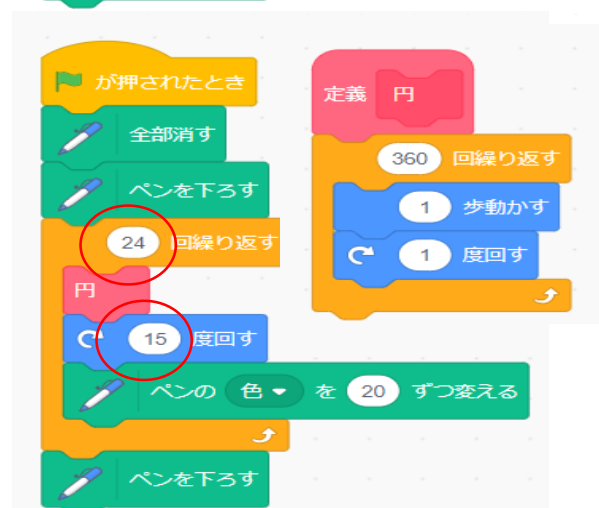 が押されたとき
全部消す
ペンを下ろす
24 回繰り返す
円
15 度回す
ペンの 色 を 20 ずつ変える
ペンを下ろす
定義 円
360 回繰り返す
1 歩動かす
1 度回す